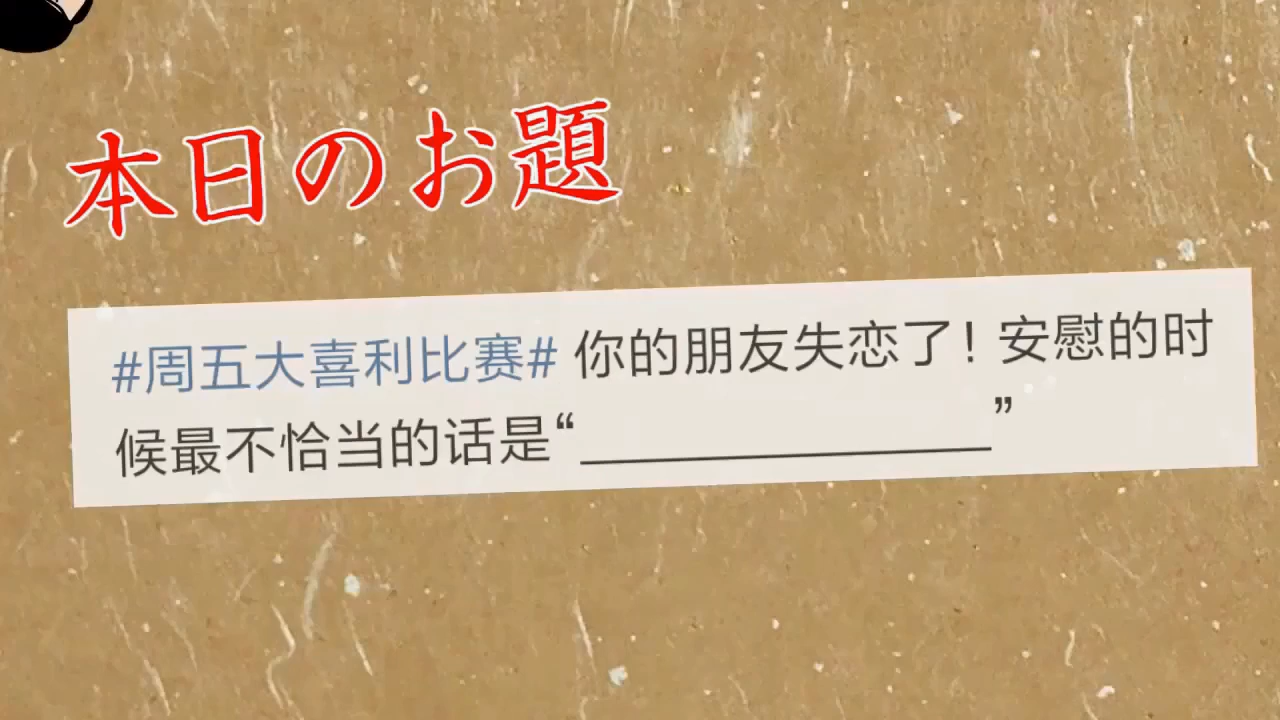 本日のお題
#周五大喜利比赛# 你的朋友失恋了！安慰的时
候最不恰当的话是“＿＿＿＿＿＿＿＿”